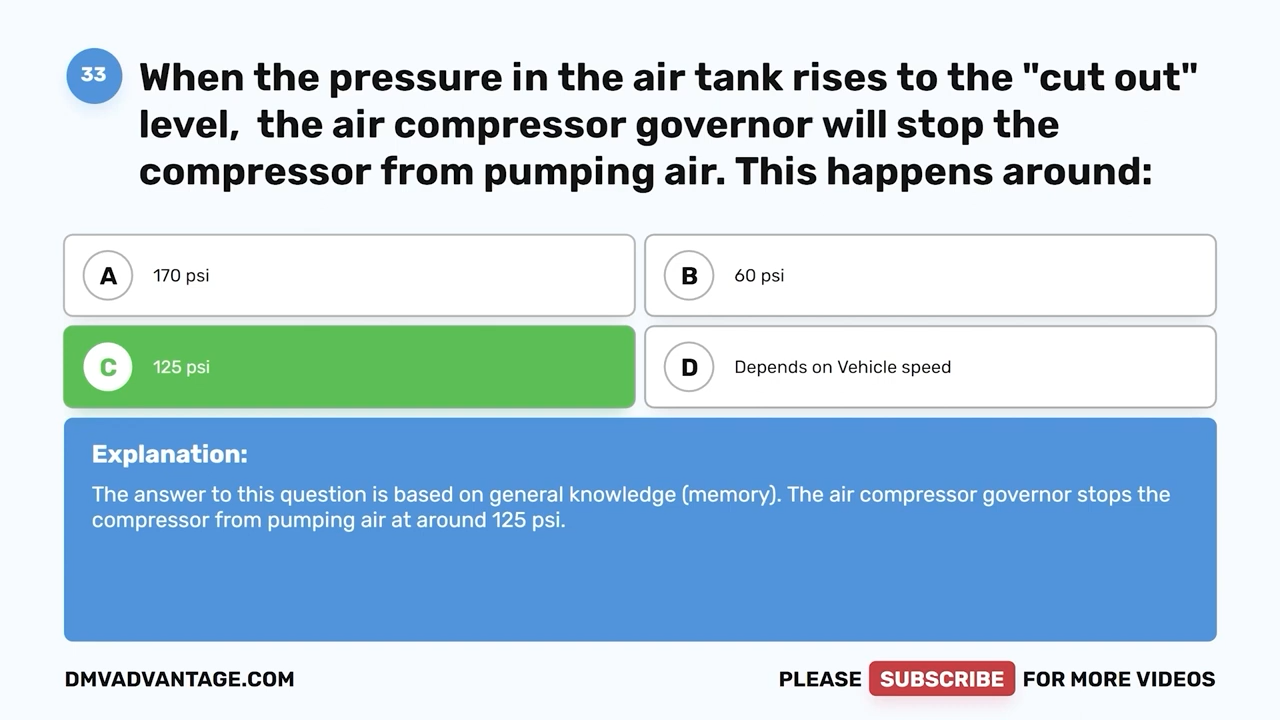 33
When the pressure in the air tank rises to the "cut out"
level,  the air compressor governor will stop the
compressor from pumping air. This happens around:
A 170 psi
B 60 psi
C 125 psi
D Depends on Vehicle speed
Explanation:
The answer to this question is based on general knowledge (memory). The air compressor governor stops the
compressor from pumping air at around 125 psi.
DMVADVANTAGE.COM
PLEASE SUBSCRIBE FOR MORE VIDEOS